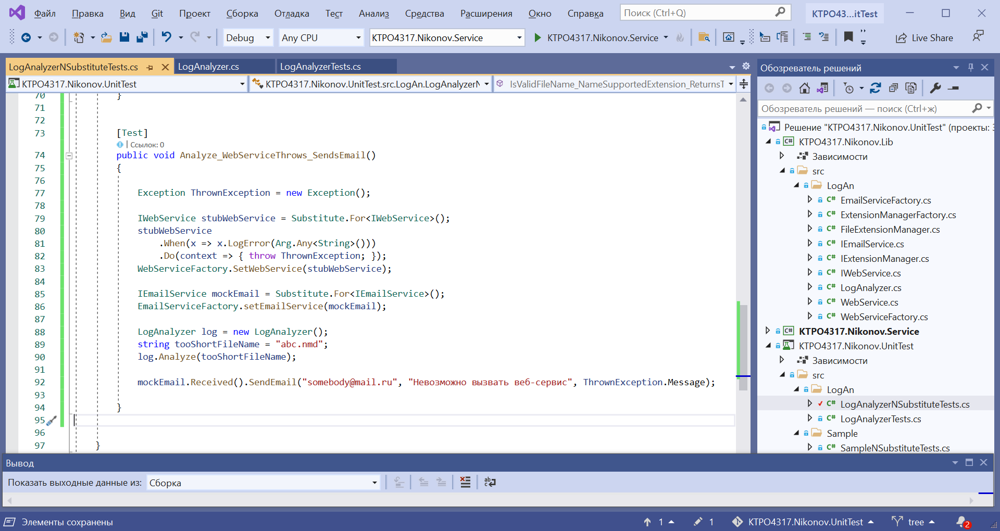 Файл Правка Вид Git Проект Сборка Отладка Тест Анализ Средства Расширения Окно Справка Поиск (Ctrl+Q) КТРО43...itTest
Debug Any CPU KTPO4317.Nikonov.Service KTPO4317.Nikonov.Service Live Share
LogAnalyzerNSubstituteTests.cs LogAnalyzer.cs LogAnalyzerTests.cs
KTPO4317.Nikonov.UnitTest KTPO4317.Nikonov.UnitTest.src.LogAn.LogAnalyzerN IsValidFileName_NameSupportedExtension_ReturnsT
70 }
71
72
73 [Test]
Ссылок: 0
74 public void Analyze_WebServiceThrows_SendsEmail()
75 {
76
77 Exception ThrownException = new Exception();
78
79 IWebService stubWebService = Substitute.For<IWebService>();
80 stubWebService
81 .When(x => x.LogError(Arg.Any<String>()))
82 .Do(context => { throw ThrownException; });
83 WebServiceFactory.SetWebService(stubWebService);
84
85 IEmailService mockEmail = Substitute.For<IEmailService>();
86 EmailServiceFactory.setEmailService(mockEmail);
87
88 LogAnalyzer log = new LogAnalyzer();
89 string tooShortFileName = "abc.nmd";
90 log.Analyze(tooShortFileName);
91
92 mockEmail.Received().SendEmail("somebody@mail.ru", "Невозможно вызвать веб-сервис", ThrownException.Message);
93
94 }
95
96
97 }
Обозреватель решений
Обозреватель решений — поиск (Ctrl+ж)
Решение "KTPO4317.Nikonov.UnitTest" (проекты: 3
C# KTPO4317.Nikonov.Lib
Зависимости
src
LogAn
C# EmailServiceFactory.cs
C# ExtensionManagerFactory.cs
C# FileExtensionManager.cs
C# IEmailService.cs
C# IExtensionManager.cs
C# IWebService.cs
C# LogAnalyzer.cs
C# WebService.cs
C# WebServiceFactory.cs
C# KTPO4317.Nikonov.Service
KTPO4317.Nikonov.UnitTest
Зависимости
src
LogAn
C# LogAnalyzerNSubstituteTests.cs
C# LogAnalyzerTests.cs
Sample
C# SampleNSubstituteTests.cs
Вывод
Показать выходные данные из: Сборка
Элементы сохранены 1 1 KTPO4317.Nikonov.UnitTest tree 2